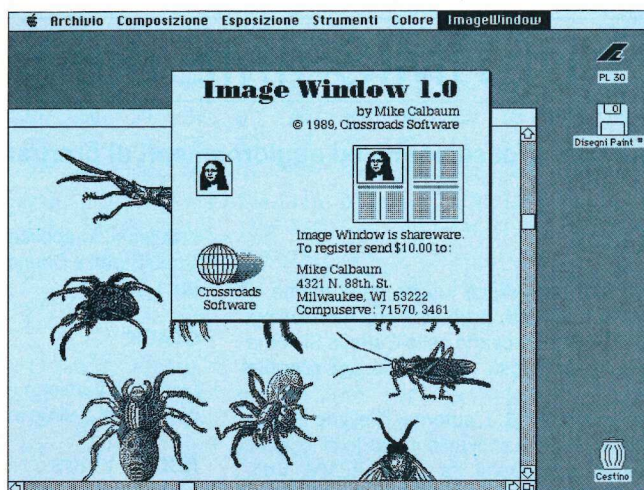 Archivio Composizione Esposizione Strumenti Colore ImageWindow
PL 30
Disegni Paint
Image Window 1.0
by Mike Calbaum
© 1989, Crossroads Software
Image Window is shareware.
To register send $10.00 to:
Mike Calbaum
4321 N. 88th. St.
Milwaukee, WI 53222
Compuserve: 71570, 3461
Crossroads
Software
Cestino